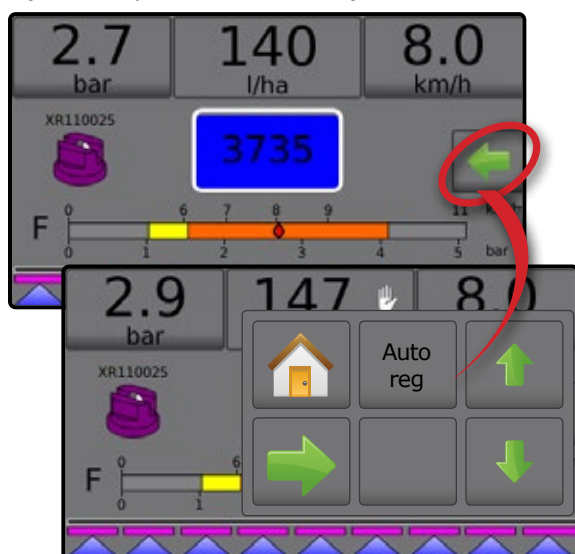 2.7 140 8.0
bar l/ha km/h
XR110025
3735
0 6 7 8 9 11
F
0 1 2 3 4 5 bar
2.9 147 8.0
bar
XR110025
Auto
reg
0 6
F
0 1